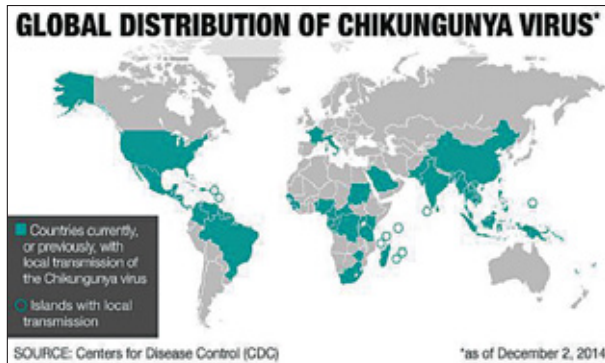 GLOBAL DISTRIBUTION OF CHIKUNGUNYA VIRUS*
Countries currently,
or previously, with
local transmission of
the Chikungunya virus
Islands with local
transmission
SOURCE: Centers for Disease Control (CDC)
*as of December 2, 2014